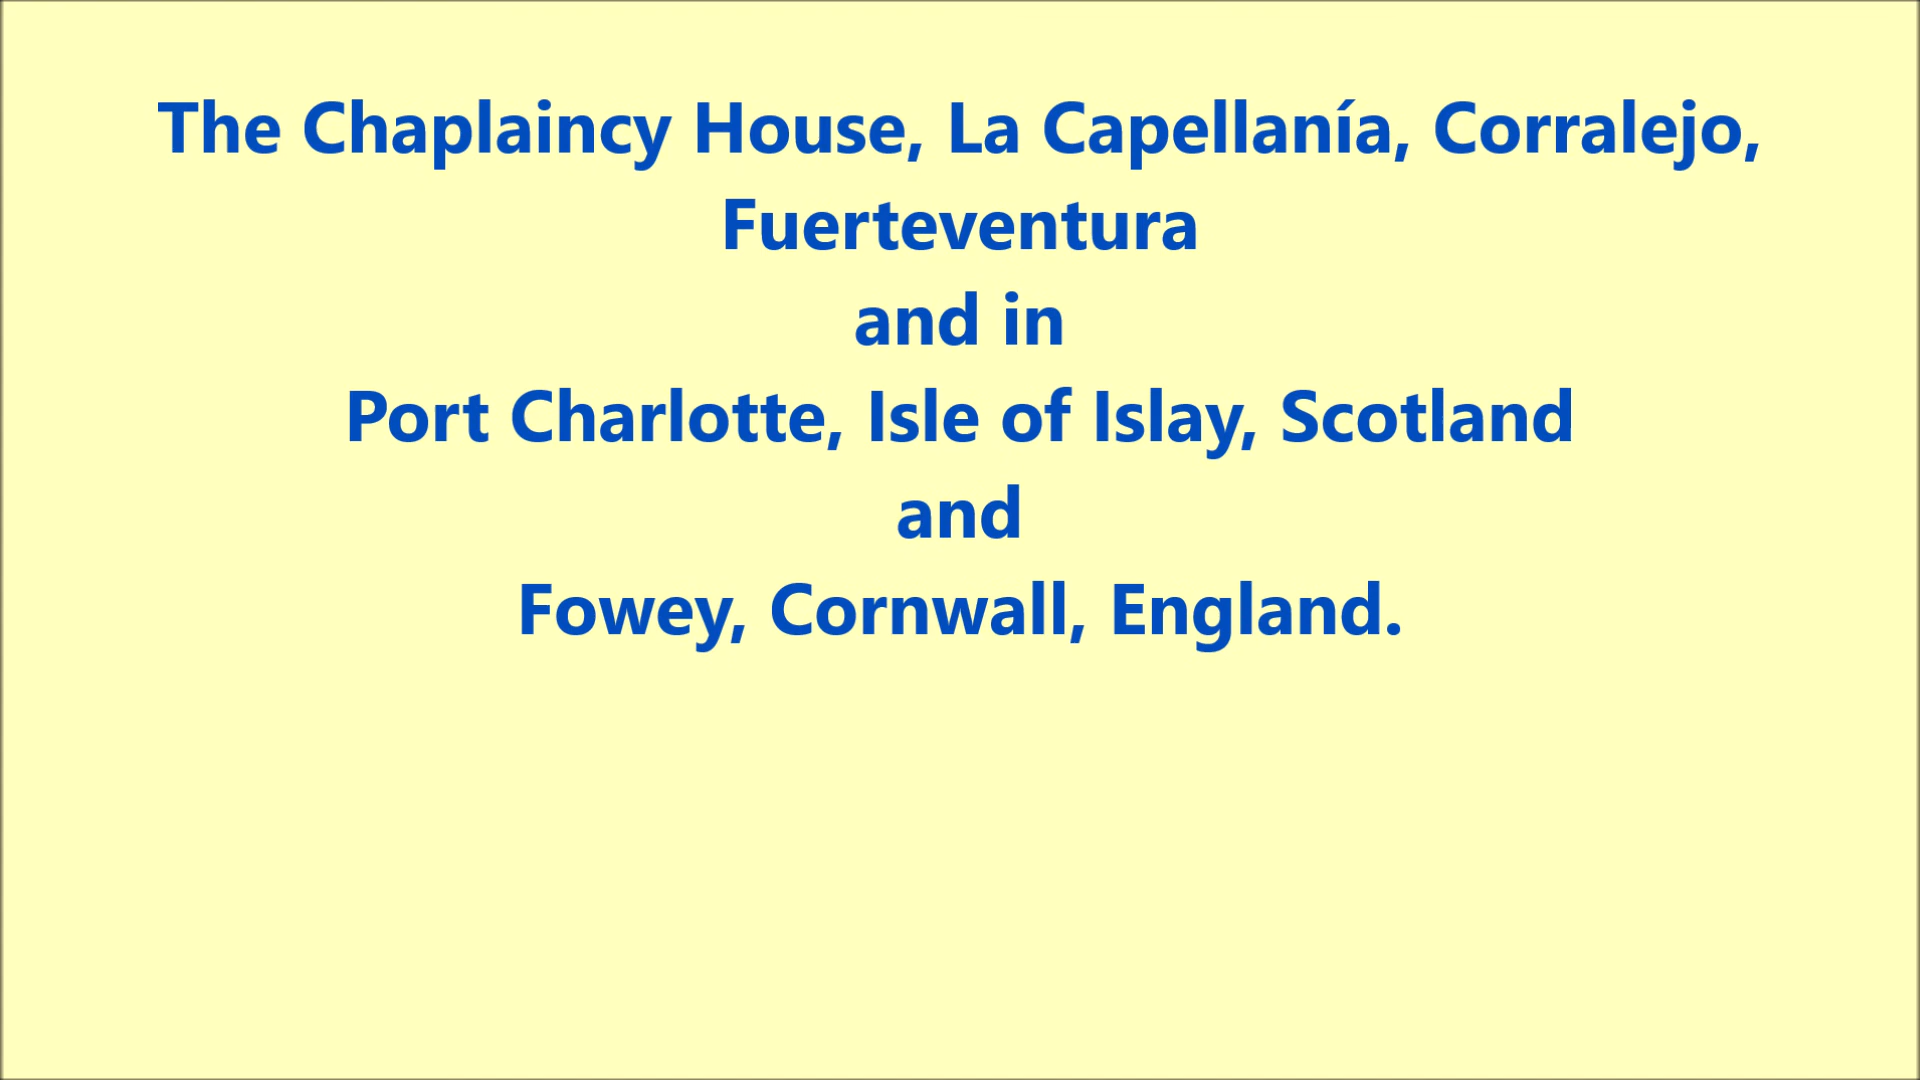 The Chaplaincy House, La Capellanía, Corralejo,
Fuerteventura
and in
Port Charlotte, Isle of Islay, Scotland
and
Fowey, Cornwall, England.